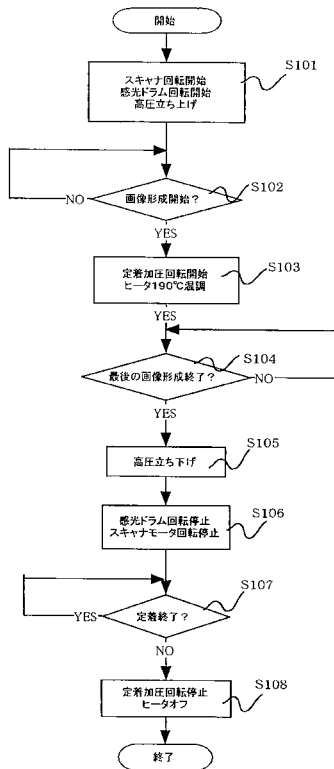 開始
スキャナ回転開始
感光ドラム回転開始
高圧立ち上げ
S101
画像形成開始？
S102
NO
YES
定着加圧回転開始
ヒータ190℃温調
S103
YES
最後の画像形成終了？
S104
NO
YES
高圧立ち下げ
S105
感光ドラム回転停止
スキャナモータ回転停止
S106
定着終了？
S107
YES
NO
定着加圧回転停止
ヒータオフ
S108
終了